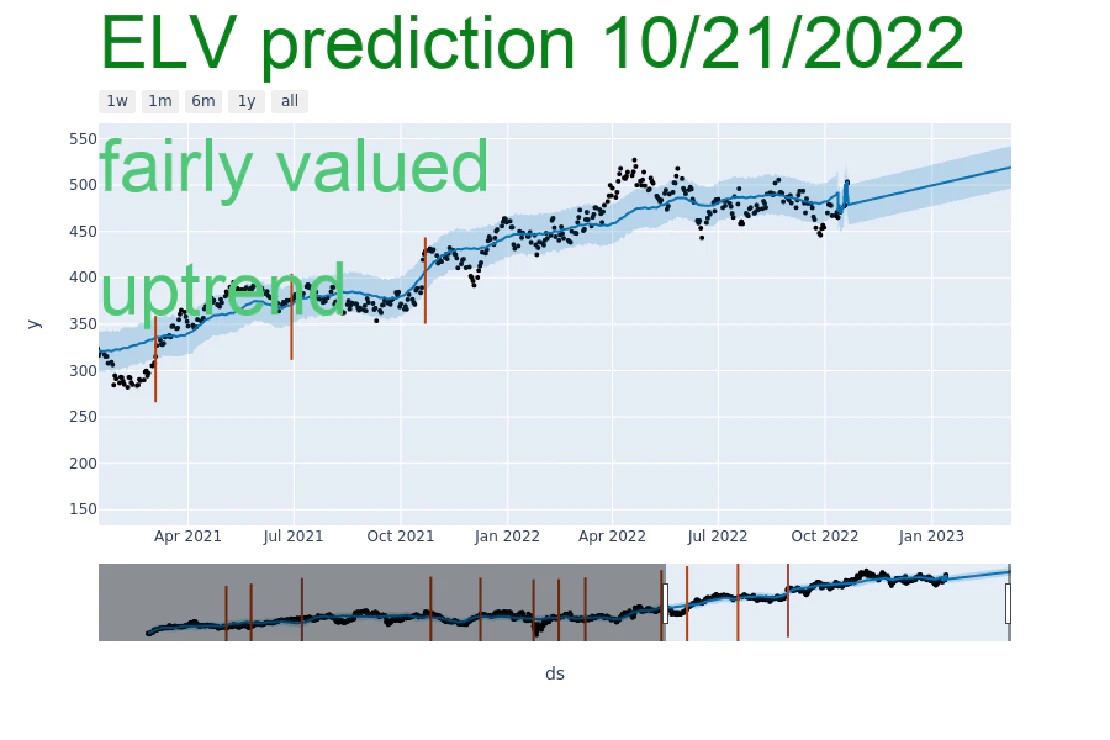 ELV prediction 10/21/2022
1w 1m 6m 1y all
fairly valued
uptrend
550
500
450
400
350
300
250
200
150
y
Apr 2021 Jul 2021 Oct 2021 Jan 2022 Apr 2022 Jul 2022 Oct 2022 Jan 2023
ds